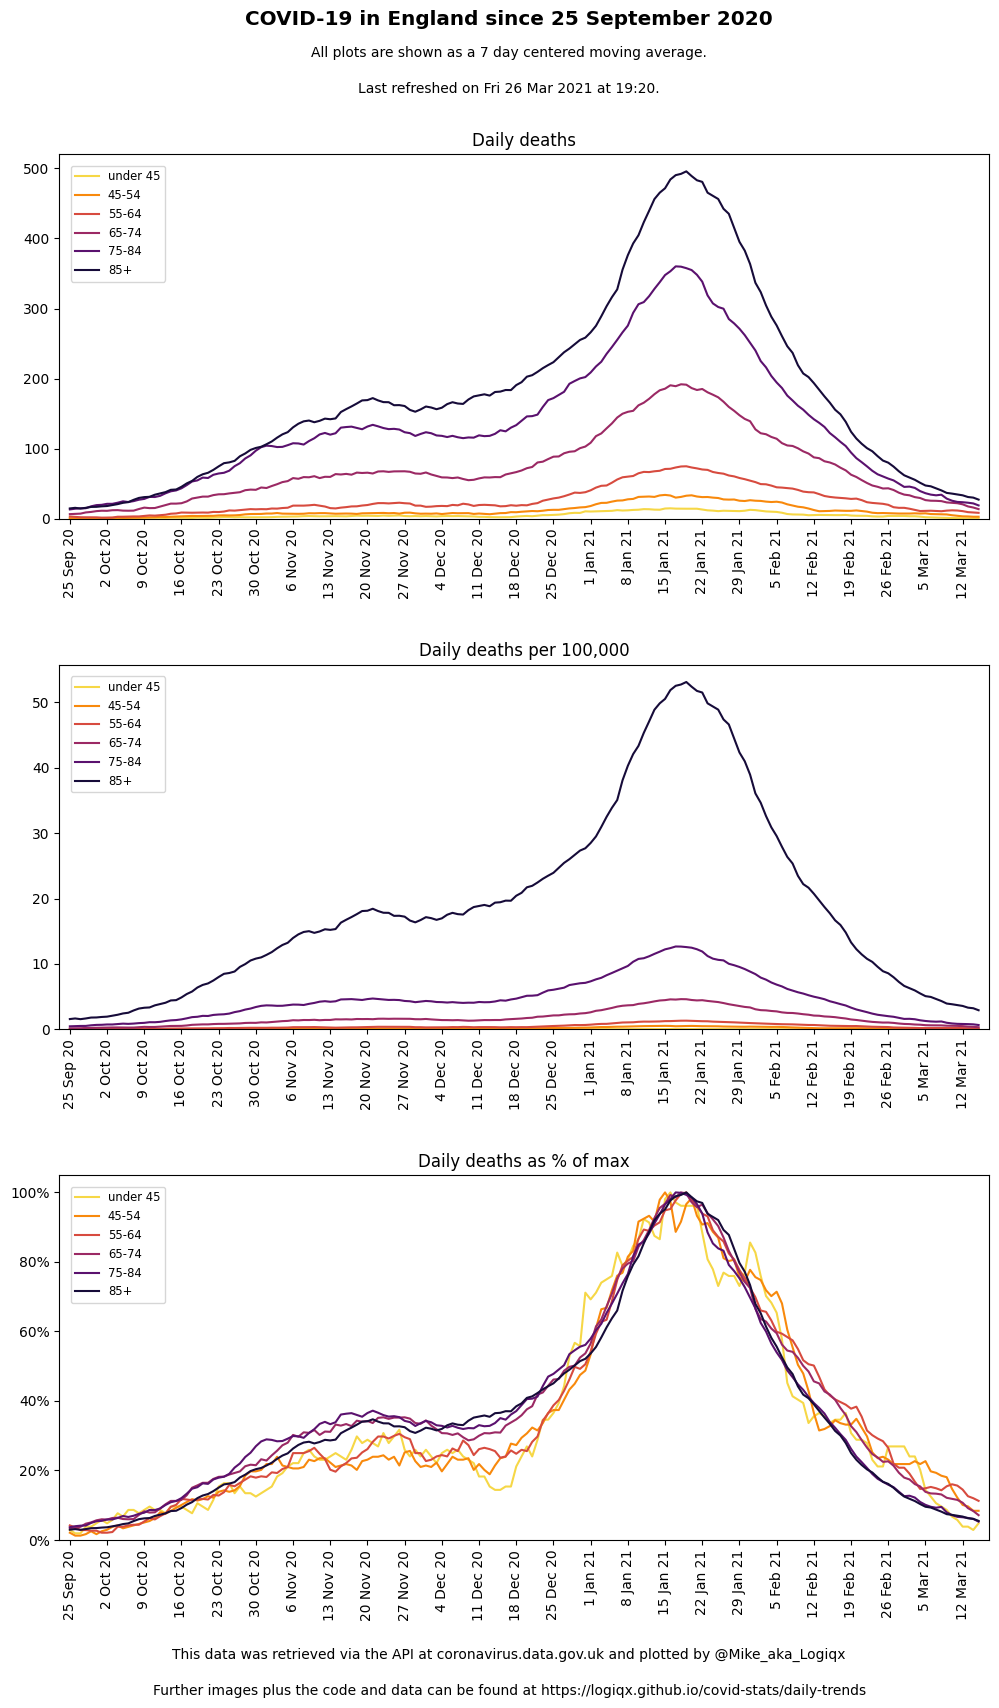 COVID-19 in England since 25 September 2020
All plots are shown as a 7 day centered moving average.
Last refreshed on Fri 26 Mar 2021 at 19:20.
Daily deaths
500
400
300
200
100
0
under 45
45-54
55-64
65-74
75-84
85+
25 Sep 20
2 Oct 20
9 Oct 20
16 Oct 20
23 Oct 20
30 Oct 20
6 Nov 20
13 Nov 20
20 Nov 20
27 Nov 20
4 Dec 20
11 Dec 20
18 Dec 20
25 Dec 20
1 Jan 21
8 Jan 21
15 Jan 21
22 Jan 21
29 Jan 21
5 Feb 21
12 Feb 21
19 Feb 21
26 Feb 21
5 Mar 21
12 Mar 21
Daily deaths per 100,000
50
40
30
20
10
0
under 45
45-54
55-64
65-74
75-84
85+
25 Sep 20
2 Oct 20
9 Oct 20
16 Oct 20
23 Oct 20
30 Oct 20
6 Nov 20
13 Nov 20
20 Nov 20
27 Nov 20
4 Dec 20
11 Dec 20
18 Dec 20
25 Dec 20
1 Jan 21
8 Jan 21
15 Jan 21
22 Jan 21
29 Jan 21
5 Feb 21
12 Feb 21
19 Feb 21
26 Feb 21
5 Mar 21
12 Mar 21
Daily deaths as % of max
100%
80%
60%
40%
20%
0%
under 45
45-54
55-64
65-74
75-84
85+
25 Sep 20
2 Oct 20
9 Oct 20
16 Oct 20
23 Oct 20
30 Oct 20
6 Nov 20
13 Nov 20
20 Nov 20
27 Nov 20
4 Dec 20
11 Dec 20
18 Dec 20
25 Dec 20
1 Jan 21
8 Jan 21
15 Jan 21
22 Jan 21
29 Jan 21
5 Feb 21
12 Feb 21
19 Feb 21
26 Feb 21
5 Mar 21
12 Mar 21
This data was retrieved via the API at coronavirus.data.gov.uk and plotted by @Mike_aka_Logiqx
Further images plus the code and data can be found at https://logiqx.github.io/covid-stats/daily-trends